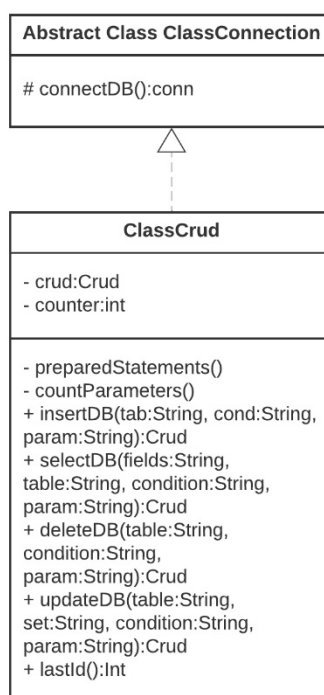 Abstract Class ClassConnection
# connectDB():conn
ClassCrud
- crud:Crud
- counter:int
- preparedStatements()
- countParameters()
+ insertDB(tab:String, cond:String,
param:String):Crud
+ selectDB(fields:String,
table:String, condition:String,
param:String):Crud
+ deleteDB(table:String,
condition:String,
param:String):Crud
+ updateDB(table:String,
set:String, condition:String,
param:String):Crud
+ lastId():Int